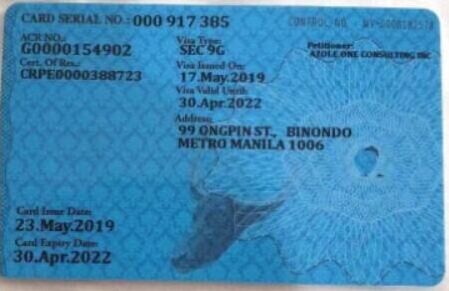 CARD SERIAL NO.: 000 917 385
ACR NO.:
G0000154902
Cert. Of Res.:
CRPE0000388723
Visa Type:
SEC 9G
Visa Issued On:
17.May.2019
Visa Valid Until:
30.Apr.2022
Address:
99 ONGPIN ST., BINONDO
METRO MANILA 1006
CONTROL NO.
Petitioner:
AZOLE ONE CONSULTING INC
Card Issue Date:
23.May.2019
Card Expiry Date:
30.Apr.2022